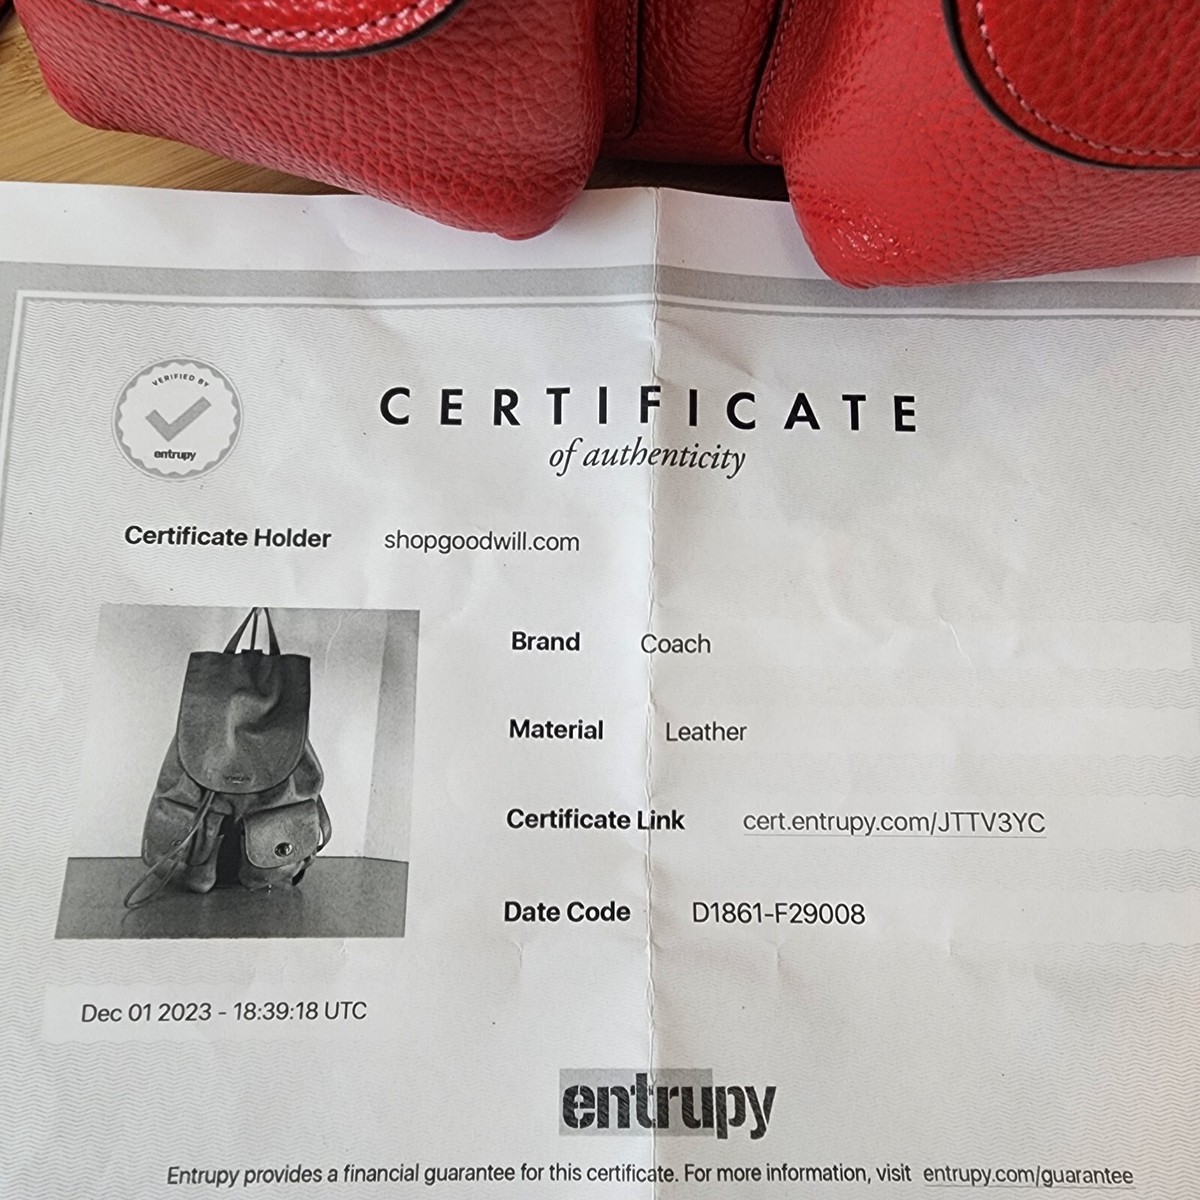 VERIFIED BY
entrupy
CERTIFICATE
of authenticity
Certificate Holder shopgoodwill.com
Brand Coach
Material Leather
Certificate Link cert.entrupy.com/JTTV3YC
Date Code D1861-F29008
Dec 01 2023 - 18:39:18 UTC
entrupy
Entrupy provides a financial guarantee for this certificate. For more information, visit entrupy.com/guarantee